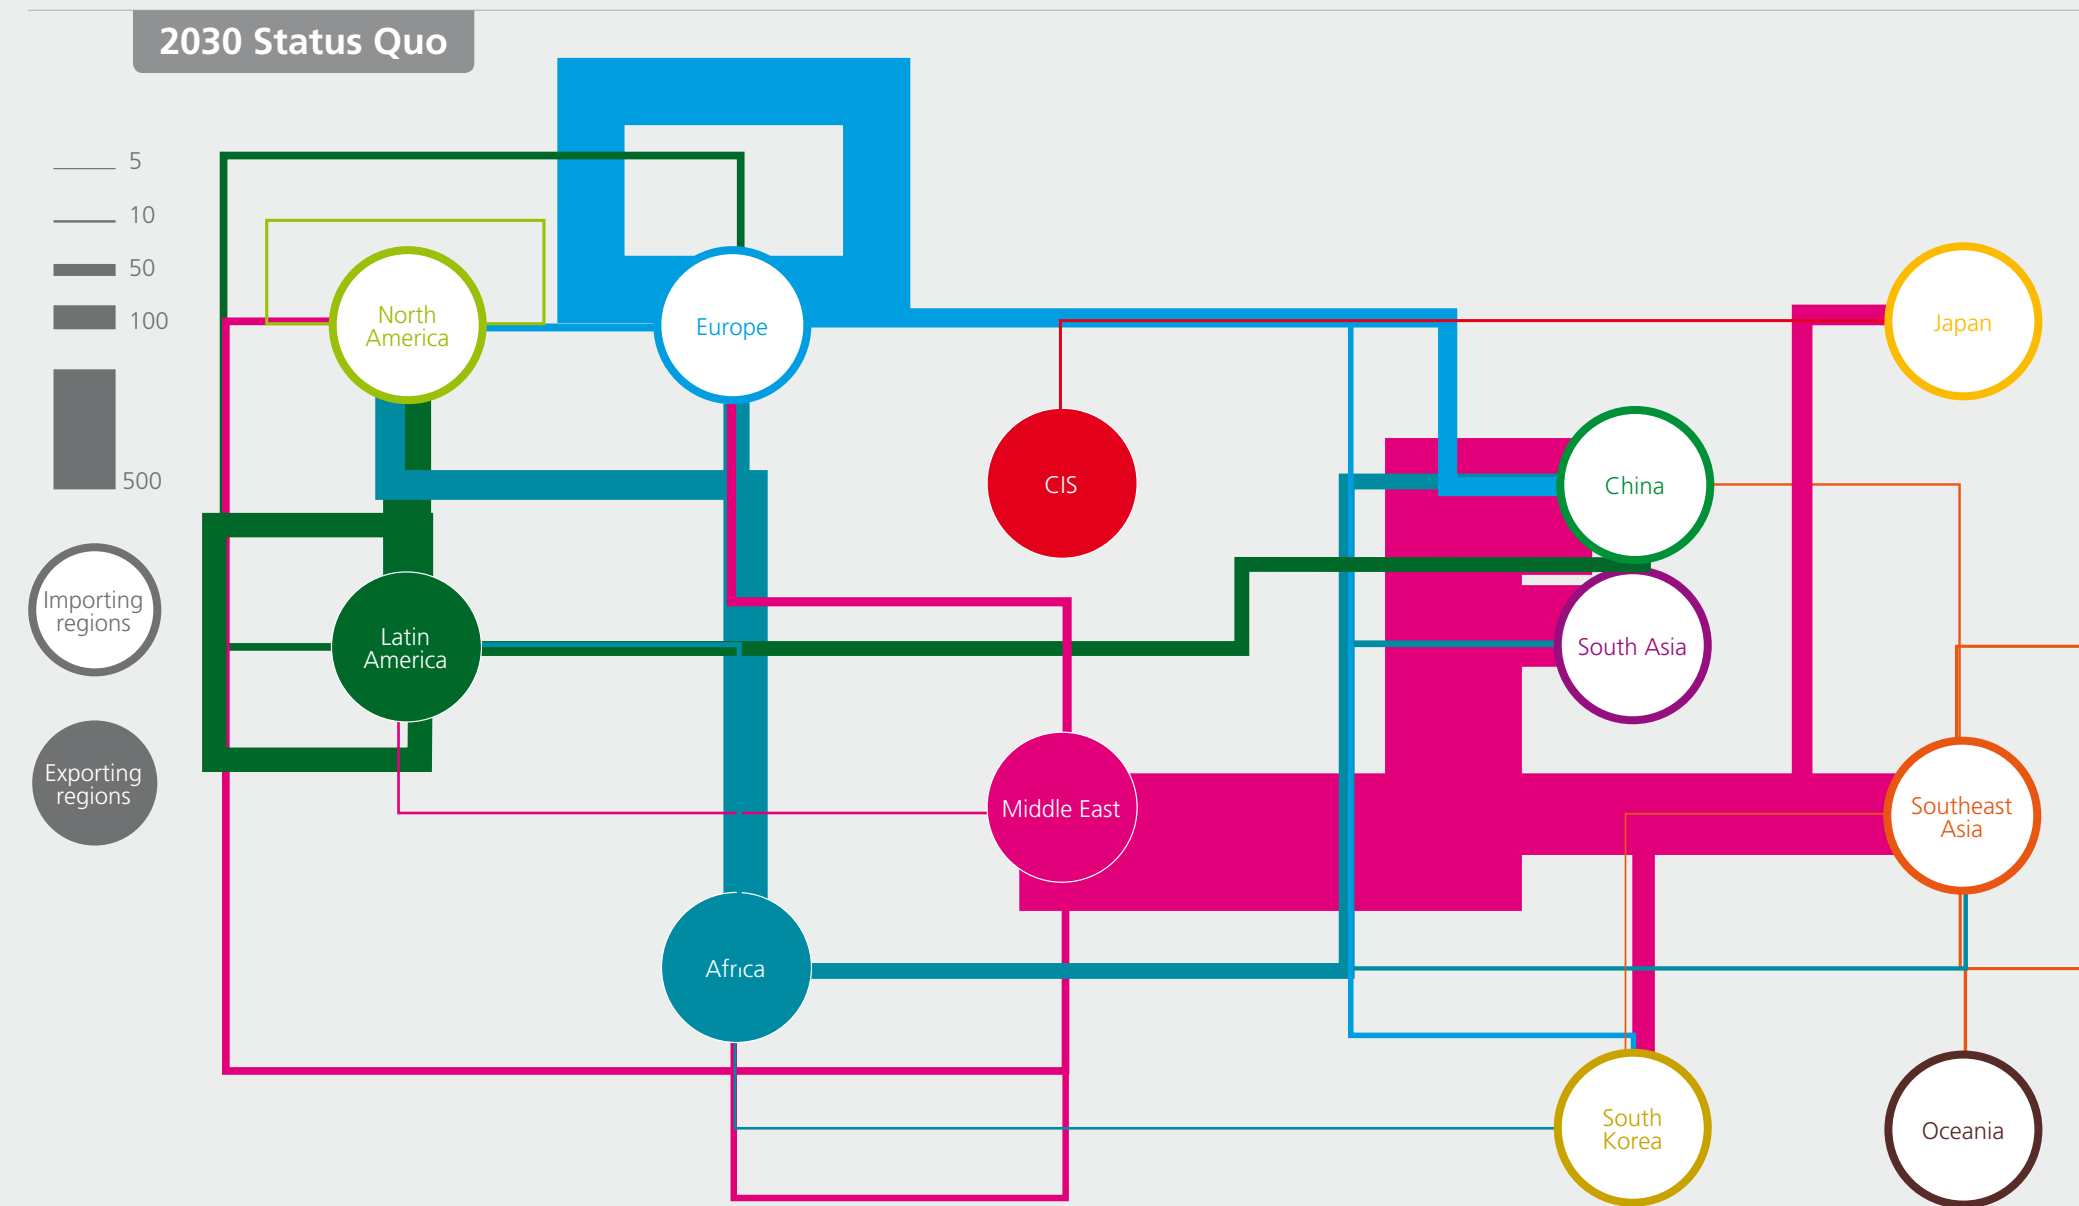 2030 Status Quo
5
10
50
100
500
Importing
regions
Exporting
regions
North
America
Europe
Japan
CIS
China
Latin
America
South Asia
Middle East
Southeast
Asia
Africa
South
Korea
Oceania